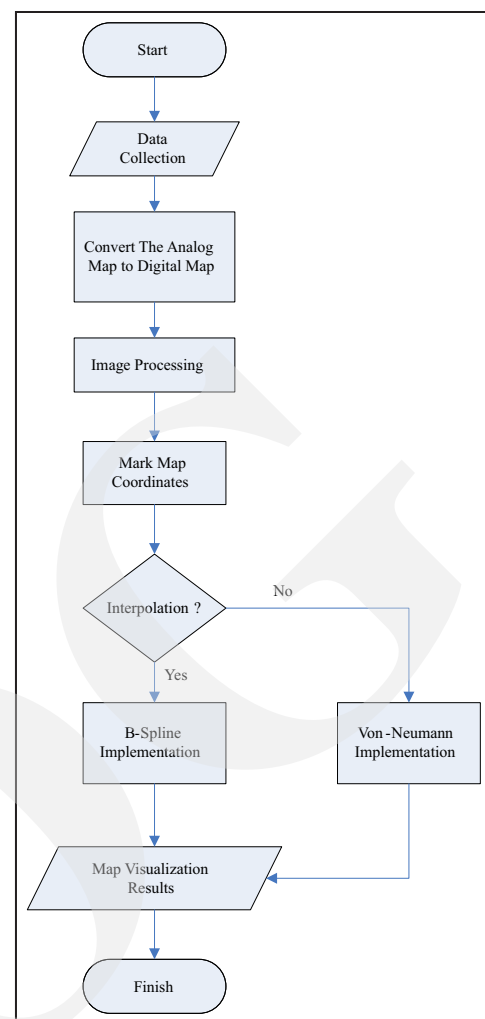 Start
Data
Collection
Convert The Analog
Map to Digital Map
Image Processing
Mark Map
Coordinates
Interpolation ?
No
Yes
B-Spline
Implementation
Von-Neumann
Implementation
Map Visualization
Results
Finish